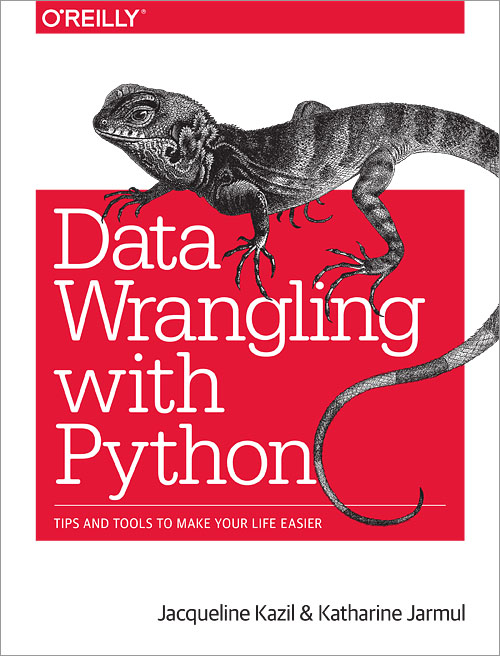 O'REILLY®
Data
Wrangling
with
Python
TIPS AND TOOLS TO MAKE YOUR LIFE EASIER
Jacqueline Kazil & Katharine Jarmul